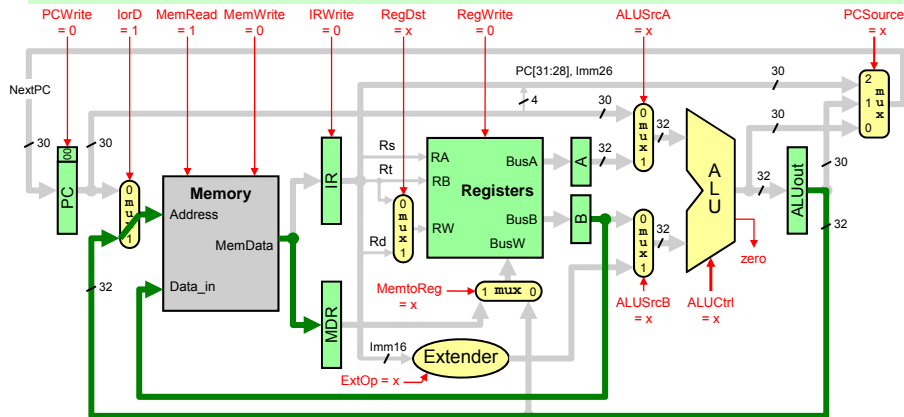 PCWrite = 0
IorD = 1
MemRead = 1
MemWrite = 0
IRWrite = 0
RegDst = x
RegWrite = 0
ALUSrcA = x
PCSource = x
NextPC
PC[31:28], Imm26
30
4
30
30
30
30
00
PC
0 mux 1
Memory
Address
MemData
Data_in
IR
MDR
Rs
Rt
Rd
0 mux 1
RA
RB
RW
Registers
BusA
BusB
BusW
A
B
32
0 mux 1
32
0 mux 1
32
ALU
zero
30
32
ALUout
30
32
2 mux 1 0
32
MemtoReg = x
1 mux 0
ALUSrcB = x
ALUCtrl = x
Imm16
16
Extender
ExtOp = x